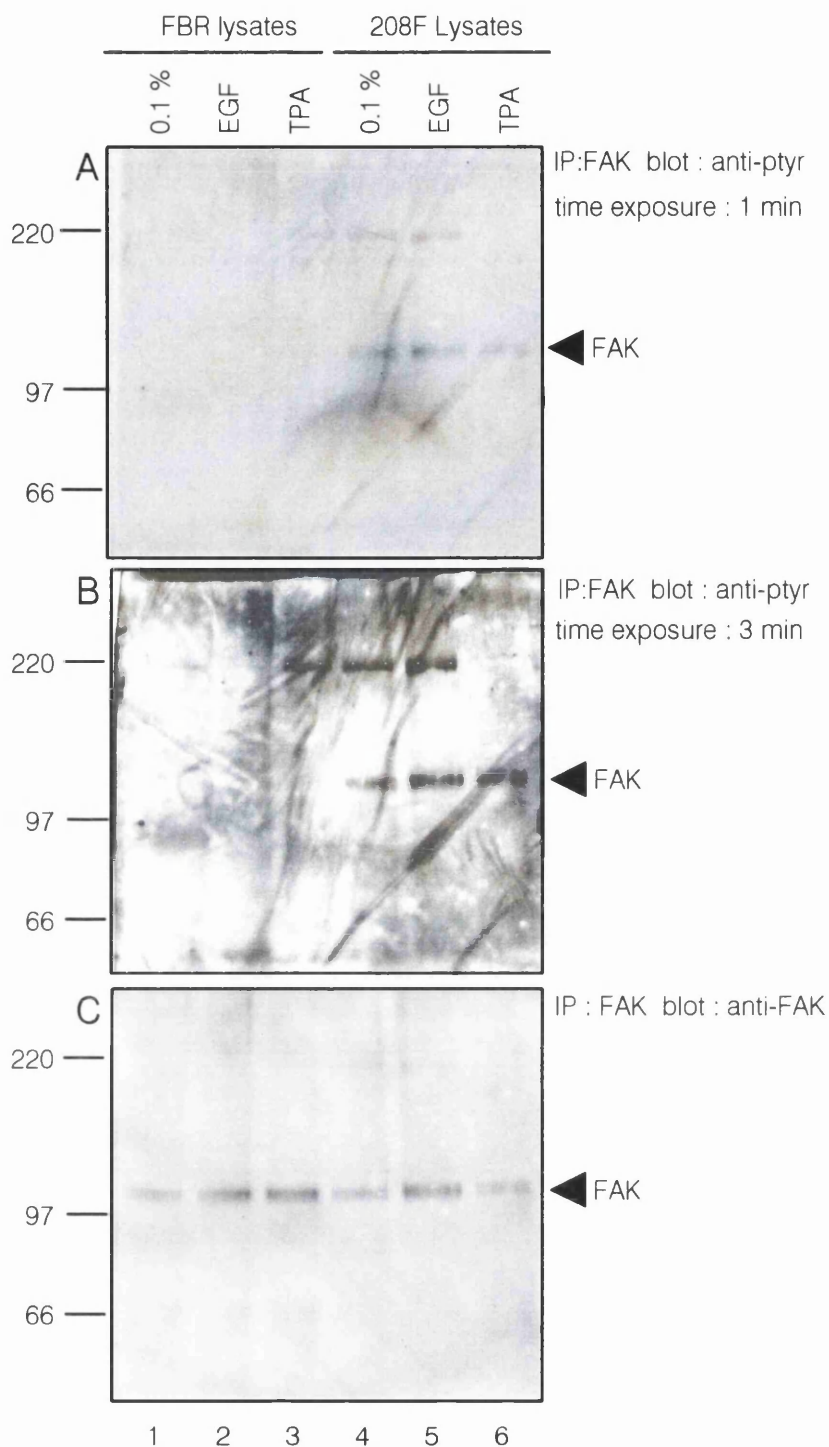 FBR lysates 208F Lysates
0.1 % EGF TPA 0.1 % EGF TPA
A
IP:FAK blot : anti-ptyr
time exposure : 1 min
220
FAK
97
66
B
IP:FAK blot : anti-ptyr
time exposure : 3 min
220
FAK
97
66
C
IP : FAK blot : anti-FAK
220
FAK
97
66
1 2 3 4 5 6